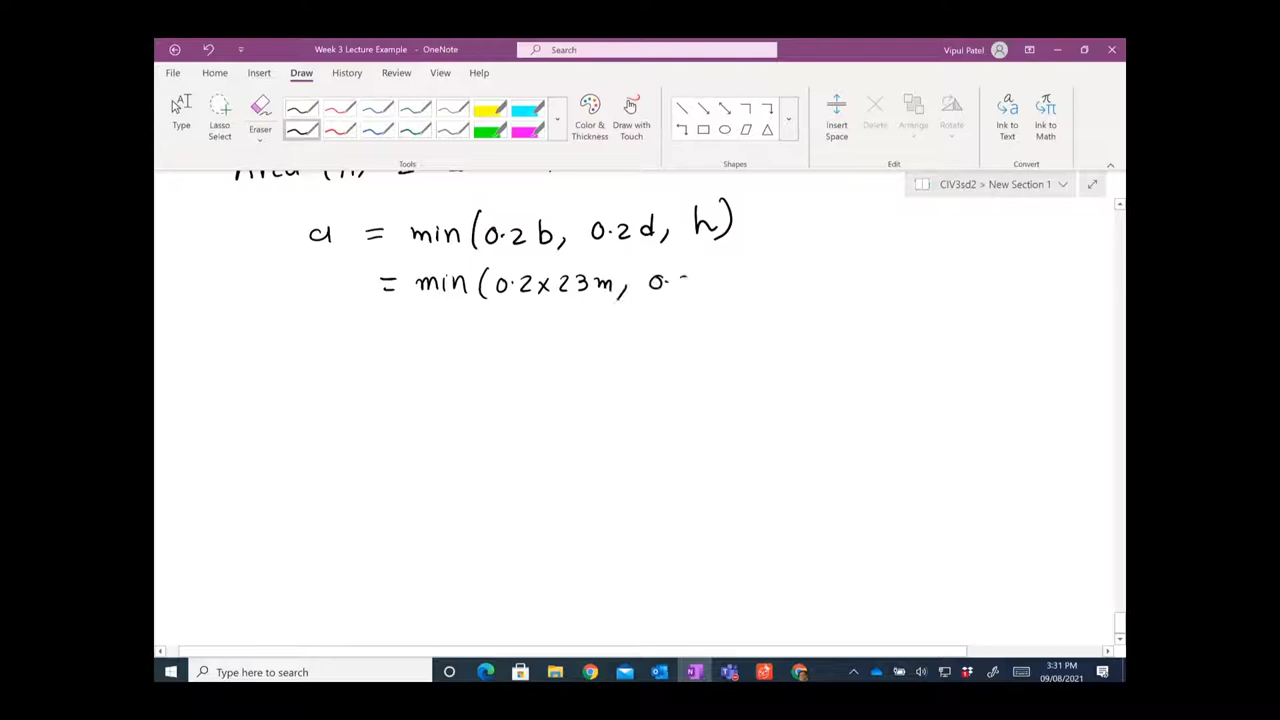 Week 3 Lecture Example - OneNote
Search
Vipul Patel
File Home Insert Draw History Review View Help
Type
Lasso Select
Eraser
Color & Thickness
Draw with Touch
Insert Space
Delete
Arrange
Rotate
Ink to Text
Ink to Math
Tools
Shapes
Edit
Convert
CIV3sd2 > New Section 1
Area
a = min(0.2b, 0.2d, h)
= min(0.2x23m, 0.
Type here to search
3:31 PM
09/08/2021